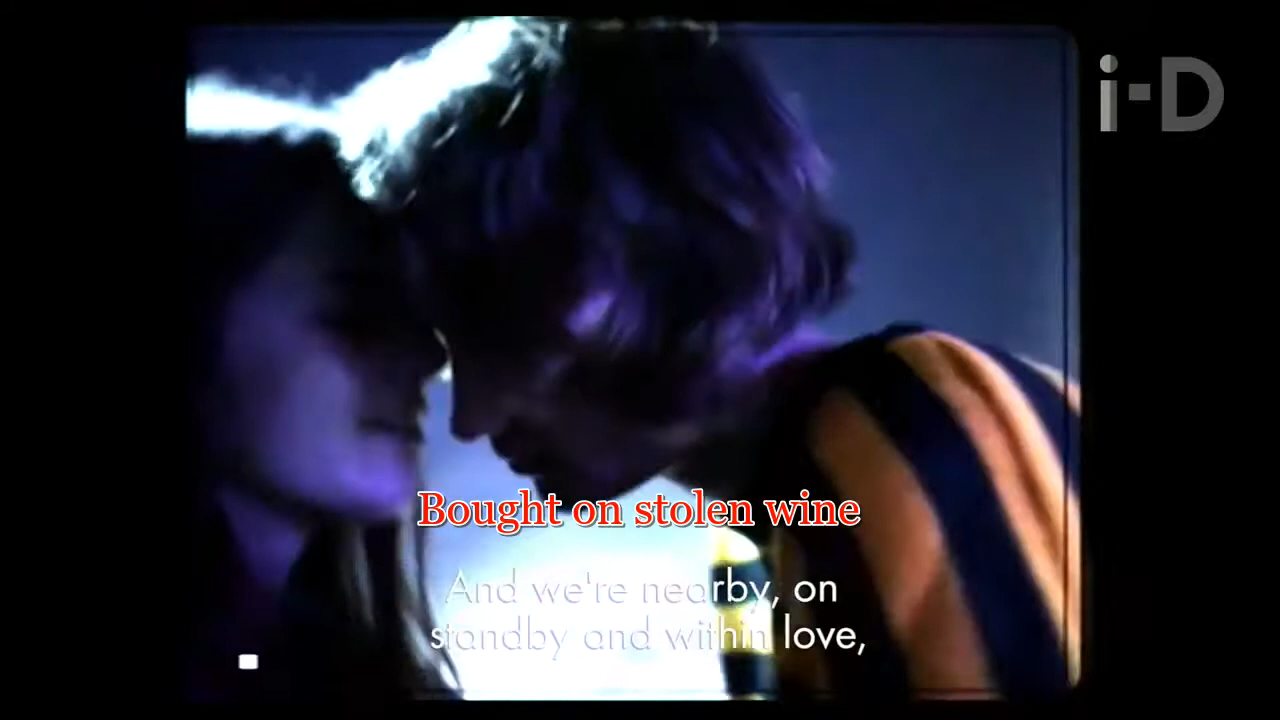 i-D
Bought on stolen wine
And we're nearby, on
standby and within love,